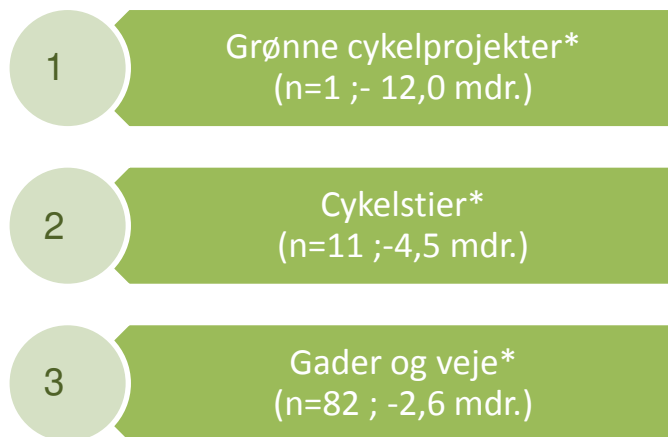 1
Grønne cykelprojekter*
(n=1 ;- 12,0 mdr.)
2
Cykelstier*
(n=11 ;-4,5 mdr.)
3
Gader og veje*
(n=82 ; -2,6 mdr.)